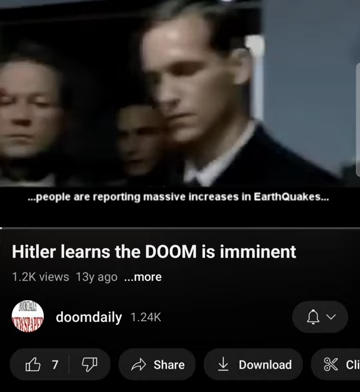 ...people are reporting massive increases in EarthQuakes...
Hitler learns the DOOM is imminent
1.2K views 13y ago ...more
doomdaily 1.24K
7 Share Download Cli